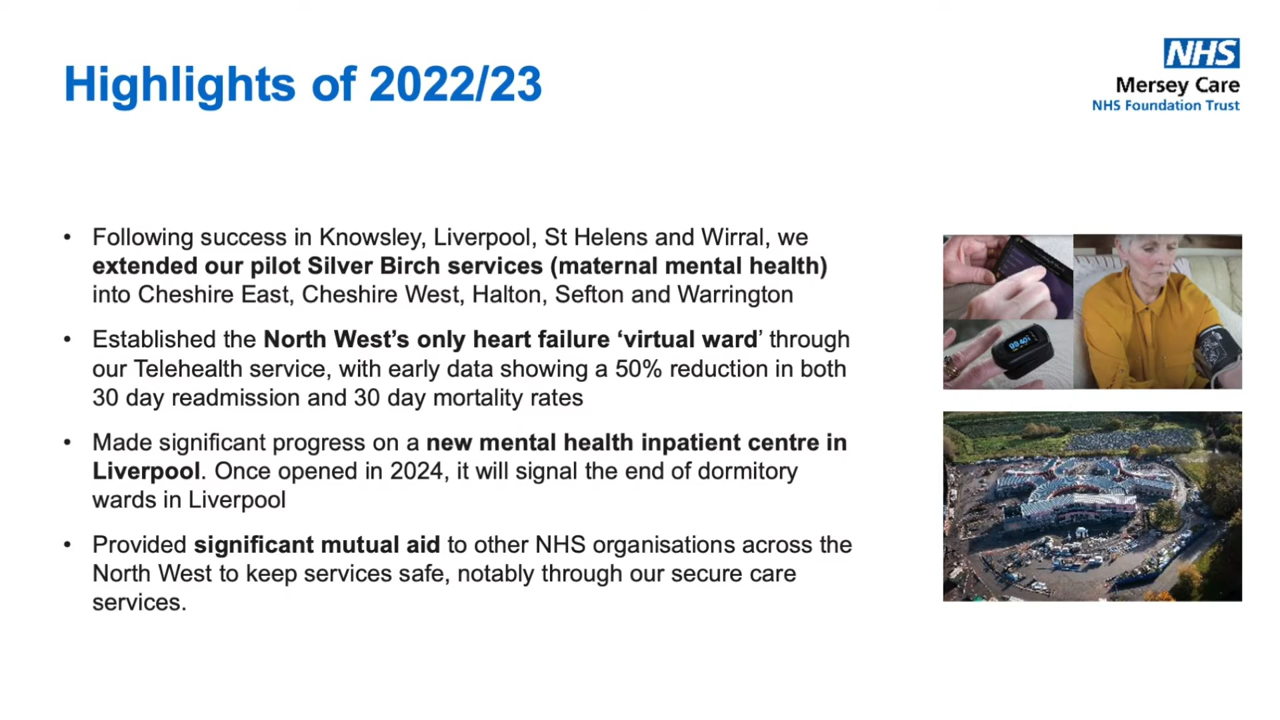 Highlights of 2022/23
NHS
Mersey Care
NHS Foundation Trust
• Following success in Knowsley, Liverpool, St Helens and Wirral, we
extended our pilot Silver Birch services (maternal mental health)
into Cheshire East, Cheshire West, Halton, Sefton and Warrington
• Established the North West’s only heart failure ‘virtual ward’ through
our Telehealth service, with early data showing a 50% reduction in both
30 day readmission and 30 day mortality rates
• Made significant progress on a new mental health inpatient centre in
Liverpool. Once opened in 2024, it will signal the end of dormitory
wards in Liverpool
• Provided significant mutual aid to other NHS organisations across the
North West to keep services safe, notably through our secure care
services.